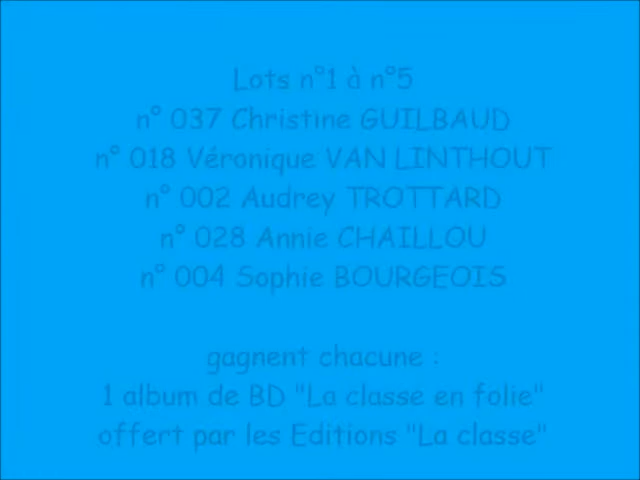 Lots n°1 à n°5
n° 037 Christine GUILBAUD
n° 018 Véronique VAN LINTHOUT
n° 002 Audrey TROTTARD
n° 028 Annie CHAILLOU
n° 004 Sophie BOURGEOIS
gagnent chacune :
1 album de BD "La classe en folie"
offert par les Editions "La classe"